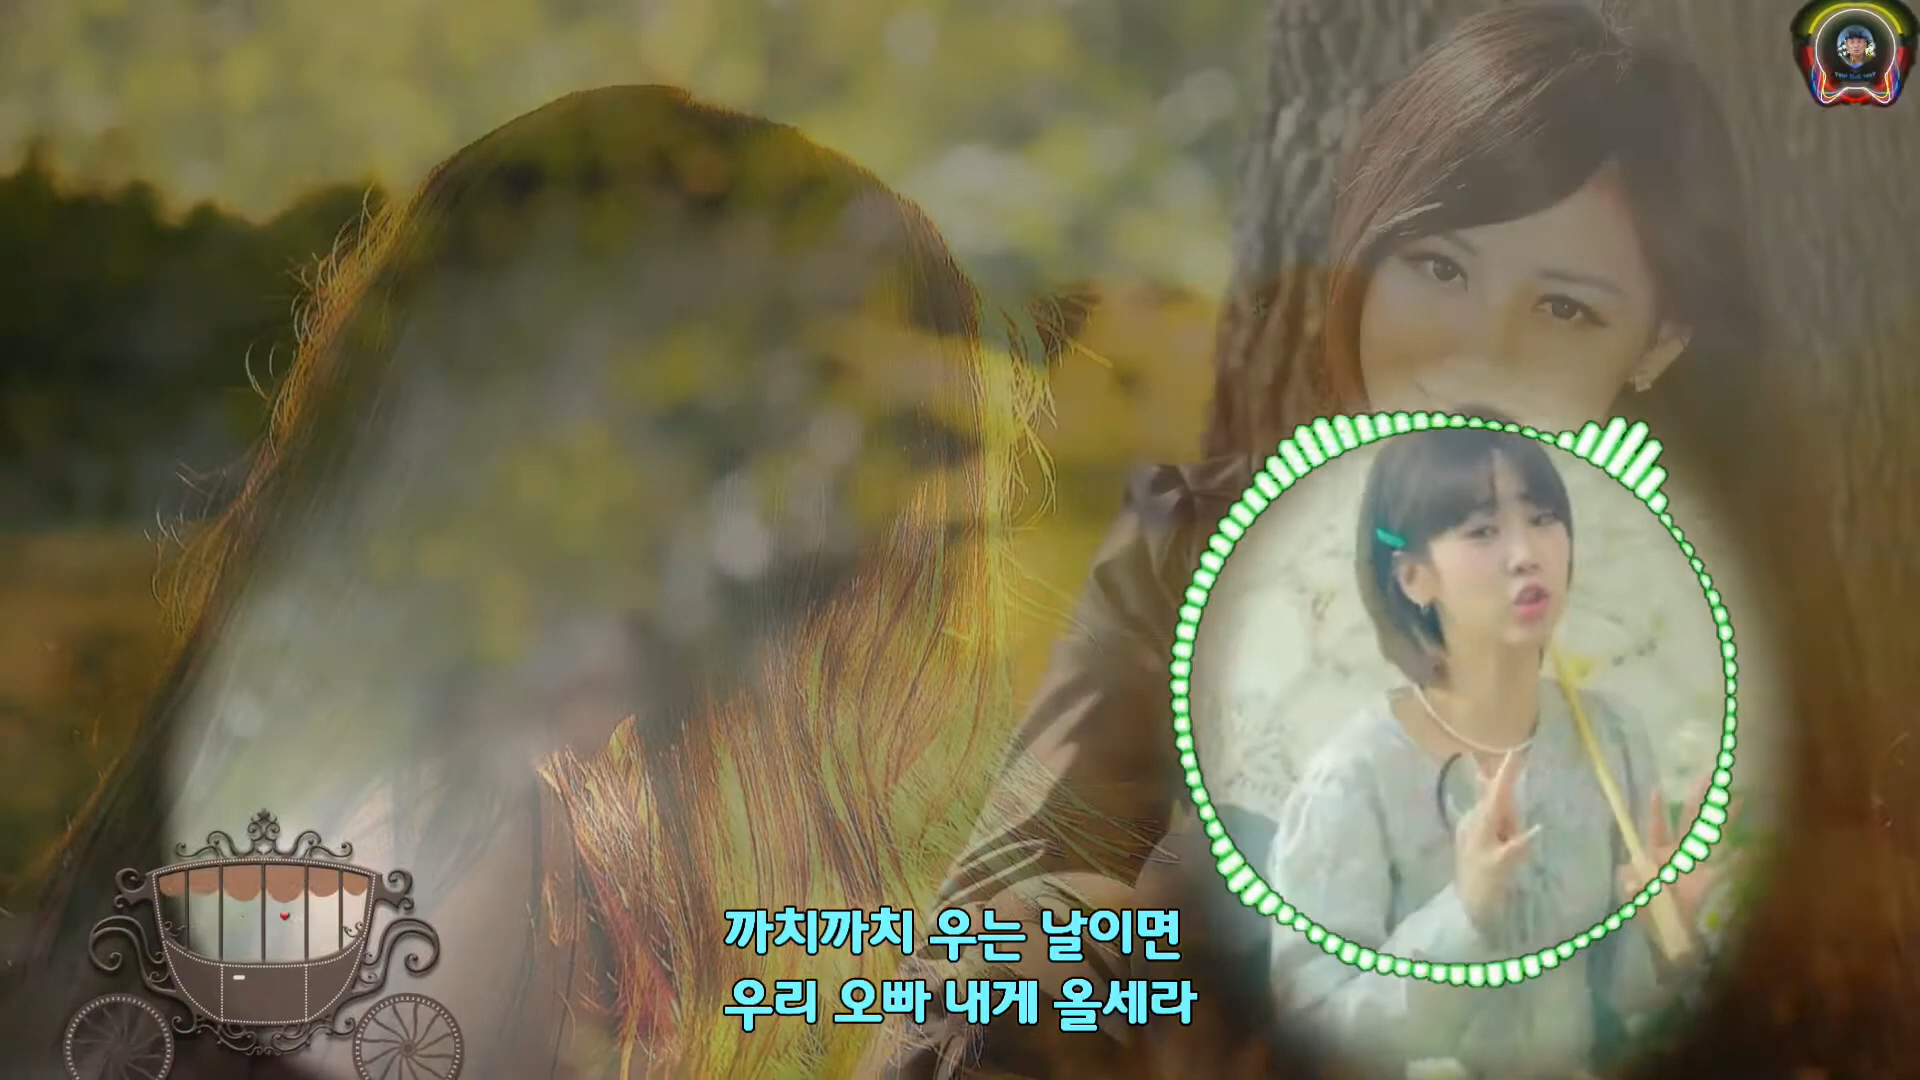 까치까치 우는 날이면
우리 오빠 내게 올세라